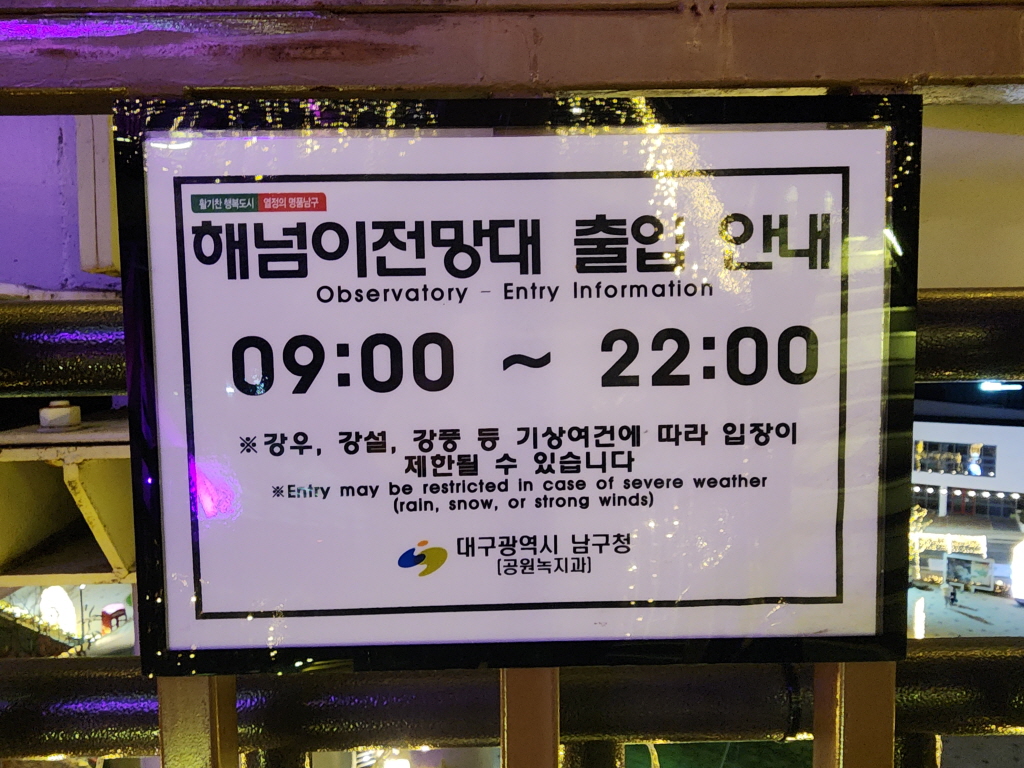 활기찬 행복도시 열정의 명품남구
해넘이전망대 출입 안내
Observatory - Entry Information
09:00 ~ 22:00
※강우, 강설, 강풍 등 기상여건에 따라 입장이
제한될 수 있습니다
※Entry may be restricted in case of severe weather
(rain, snow, or strong winds)
대구광역시 남구청
[공원녹지과]